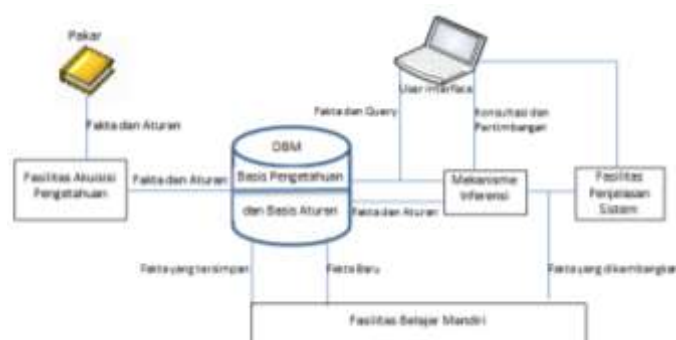 Pakar
User Interface
Fakta dan Query
Konsultasi dan
Pertimbangan
Fakta dan Aturan
DBM
Fasilitas Akuisisi
Pengetahuan
Fakta dan Aturan
Basis Pengetahuan
Mekanisme
Inferensi
Fasilitas
Penjelasan
Sistem
dan Basis Aturan
Fakta dan Aturan
Fakta yang tersimpan
Fakta Baru
Fakta yang dikembangkan
Fasilitas Belajar Mandiri